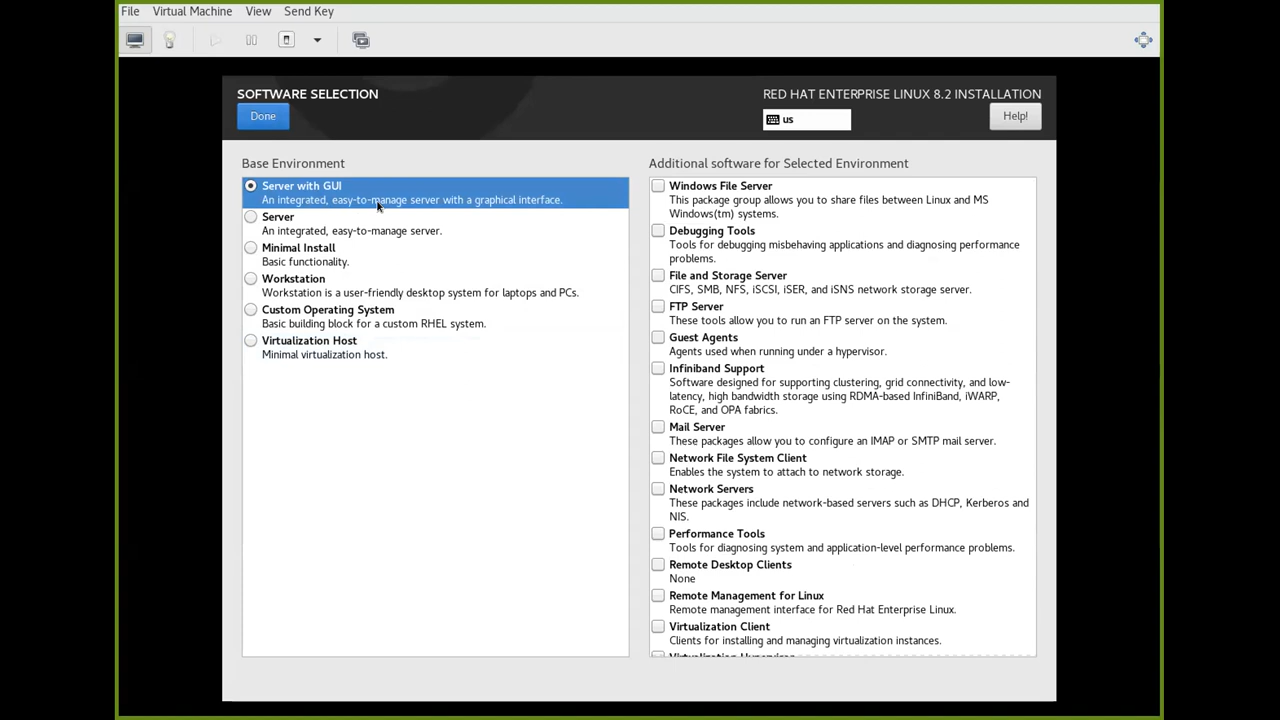 File Virtual Machine View Send Key
SOFTWARE SELECTION
Done
RED HAT ENTERPRISE LINUX 8.2 INSTALLATION
us
Help!
Base Environment
Server with GUI
An integrated, easy-to-manage server with a graphical interface.
Server
An integrated, easy-to-manage server.
Minimal Install
Basic functionality.
Workstation
Workstation is a user-friendly desktop system for laptops and PCs.
Custom Operating System
Basic building block for a custom RHEL system.
Virtualization Host
Minimal virtualization host.
Additional software for Selected Environment
Windows File Server
This package group allows you to share files between Linux and MS
Windows(tm) systems.
Debugging Tools
Tools for debugging misbehaving applications and diagnosing performance
problems.
File and Storage Server
CIFS, SMB, NFS, iSCSI, iSER, and iSNS network storage server.
FTP Server
These tools allow you to run an FTP server on the system.
Guest Agents
Agents used when running under a hypervisor.
Infiniband Support
Software designed for supporting clustering, grid connectivity, and low-
latency, high bandwidth storage using RDMA-based InfiniBand, iWARP,
RoCE, and OPA fabrics.
Mail Server
These packages allow you to configure an IMAP or SMTP mail server.
Network File System Client
Enables the system to attach to network storage.
Network Servers
These packages include network-based servers such as DHCP, Kerberos and
NIS.
Performance Tools
Tools for diagnosing system and application-level performance problems.
Remote Desktop Clients
None
Remote Management for Linux
Remote management interface for Red Hat Enterprise Linux.
Virtualization Client
Clients for installing and managing virtualization instances.